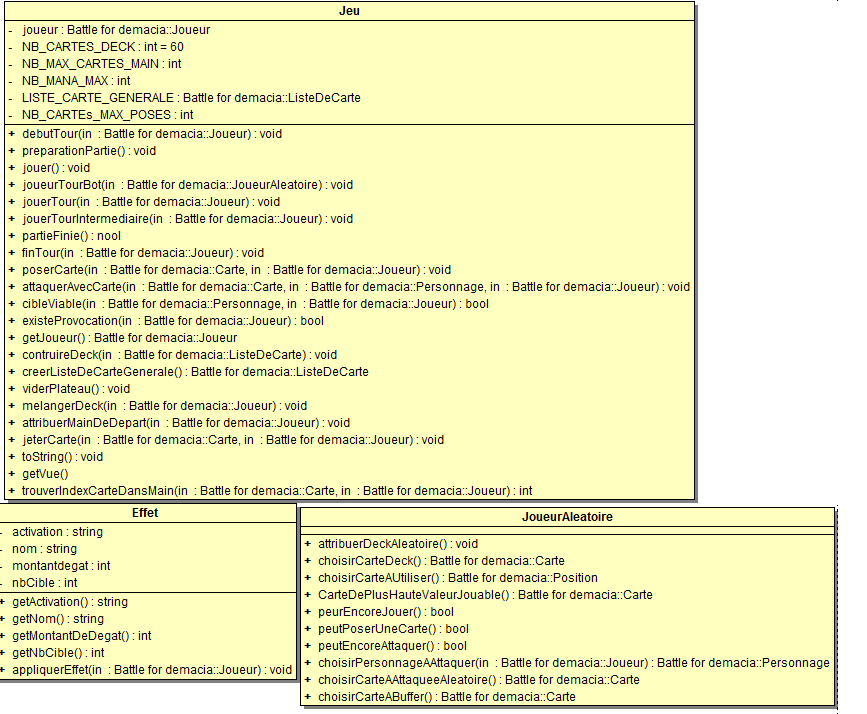 Jeu
- joueur : Battle for demacia::Joueur
- NB_CARTES_DECK : int = 60
- NB_MAX_CARTES_MAIN : int
- NB_MANA_MAX : int
- LISTE_CARTE_GENERALE : Battle for demacia::ListeDeCarte
- NB_CARTEs_MAX_POSES : int
+ debutTour(in : Battle for demacia::Joueur) : void
+ preparationPartie() : void
+ jouer() : void
+ joueurTourBot(in : Battle for demacia::JoueurAleatoire) : void
+ jouerTour(in : Battle for demacia::Joueur) : void
+ jouerTourIntermediaire(in : Battle for demacia::Joueur) : void
+ partieFinie() : nool
+ finTour(in : Battle for demacia::Joueur) : void
+ poserCarte(in : Battle for demacia::Carte, in : Battle for demacia::Joueur) : void
+ attaquerAvecCarte(in : Battle for demacia::Carte, in : Battle for demacia::Personnage, in : Battle for demacia::Joueur) : void
+ cibleViable(in : Battle for demacia::Personnage, in : Battle for demacia::Joueur) : bool
+ existeProvocation(in : Battle for demacia::Joueur) : bool
+ getJoueur() : Battle for demacia::Joueur
+ contruireDeck(in : Battle for demacia::ListeDeCarte) : void
+ creerListeDeCarteGenerale() : Battle for demacia::ListeDeCarte
+ viderPlateau() : void
+ melangerDeck(in : Battle for demacia::Joueur) : void
+ attribuerMainDeDepart(in : Battle for demacia::Joueur) : void
+ jeterCarte(in : Battle for demacia::Carte, in : Battle for demacia::Joueur) : void
+ toString() : void
+ getVue()
+ trouverIndexCarteDansMain(in : Battle for demacia::Carte, in : Battle for demacia::Joueur) : int
Effet
- activation : string
- nom : string
- montantdegat : int
- nbCible : int
+ getActivation() : string
+ getNom() : string
+ getMontantDeDegat() : int
+ getNbCible() : int
+ appliquerEffet(in : Battle for demacia::Joueur) : void
JoueurAleatoire
+ attribuerDeckAleatoire() : void
+ choisirCarteDeck() : Battle for demacia::Carte
+ choisirCarteAUtiliser() : Battle for demacia::Position
+ CarteDePlusHauteValeurJouable() : Battle for demacia::Carte
+ peurEncoreJouer() : bool
+ peutPoserUneCarte() : bool
+ peutEncoreAttaquer() : bool
+ choisirPersonnageAAttaquer(in : Battle for demacia::Joueur) : Battle for demacia::Personnage
+ choisirCarteAAttaqueeAleatoire() : Battle for demacia::Carte
+ choisirCarteABuffer() : Battle for demacia::Carte